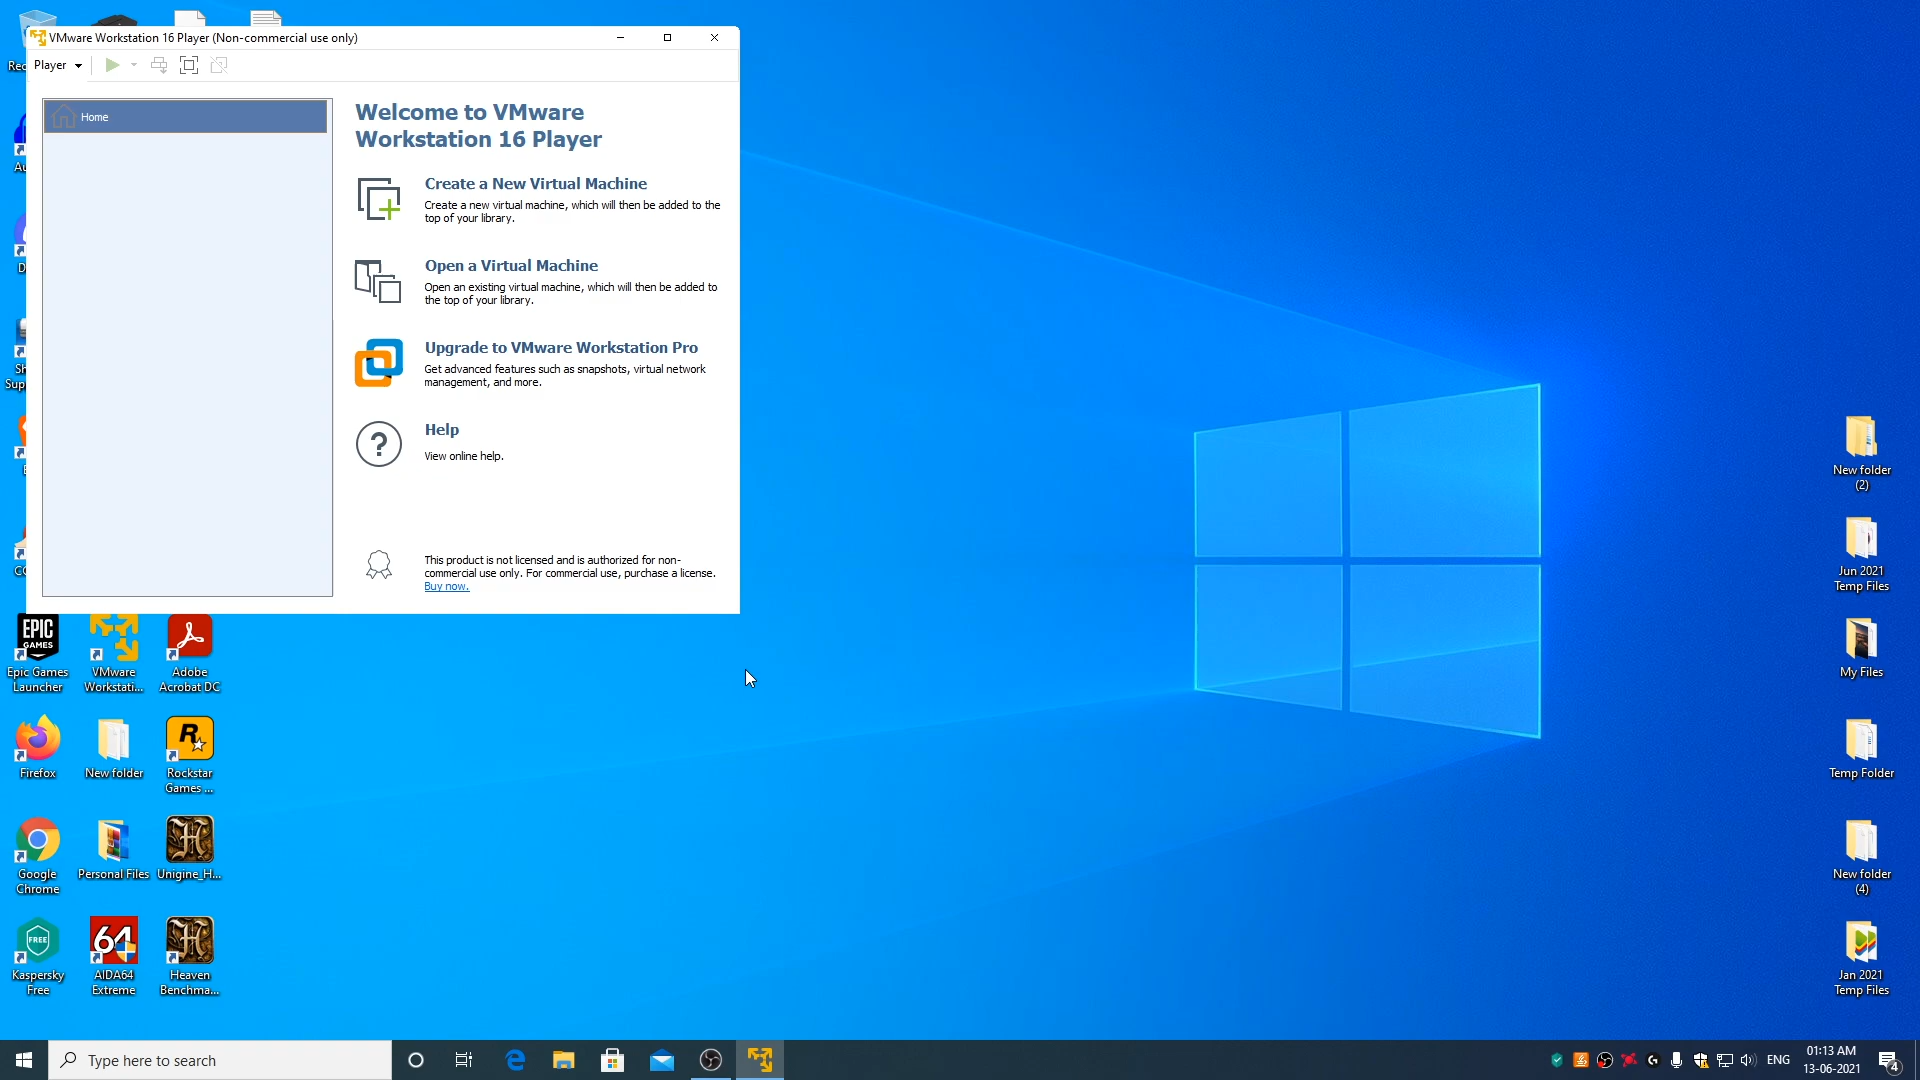 VMware Workstation 16 Player (Non-commercial use only)
Player
Home
Welcome to VMware
Workstation 16 Player
Create a New Virtual Machine
Create a new virtual machine, which will then be added to the
top of your library.
Open a Virtual Machine
Open an existing virtual machine, which will then be added to
the top of your library.
Upgrade to VMware Workstation Pro
Get advanced features such as snapshots, virtual network
management, and more.
Help
View online help.
This product is not licensed and is authorized for non-
commercial use only. For commercial use, purchase a license.
Buy now.
EPIC
GAMES
Epic Games
Launcher
VMware
Workstati...
Adobe
Acrobat DC
Firefox
New folder
Rockstar
Games ...
Google
Chrome
Personal Files
Unigine_H...
FREE
Kaspersky
Free
64
AIDA64
Extreme
Heaven
Benchma...
New folder
(2)
Jun 2021
Temp Files
My Files
Temp Folder
New folder
(4)
Jan 2021
Temp Files
Type here to search
ENG
01:13 AM
13-06-2021
4